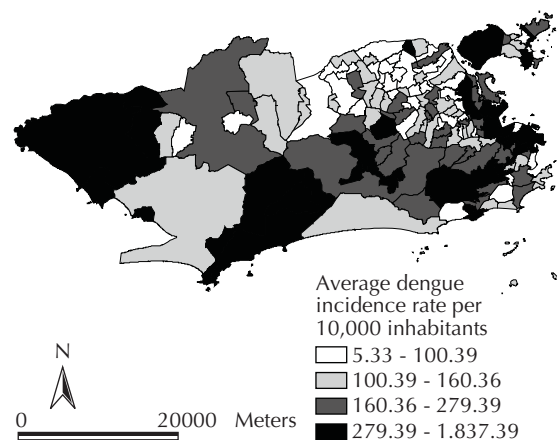 Average dengue
incidence rate per
10,000 inhabitants
5.33 - 100.39
100.39 - 160.36
160.36 - 279.39
279.39 - 1.837.39
N
0 20000 Meters